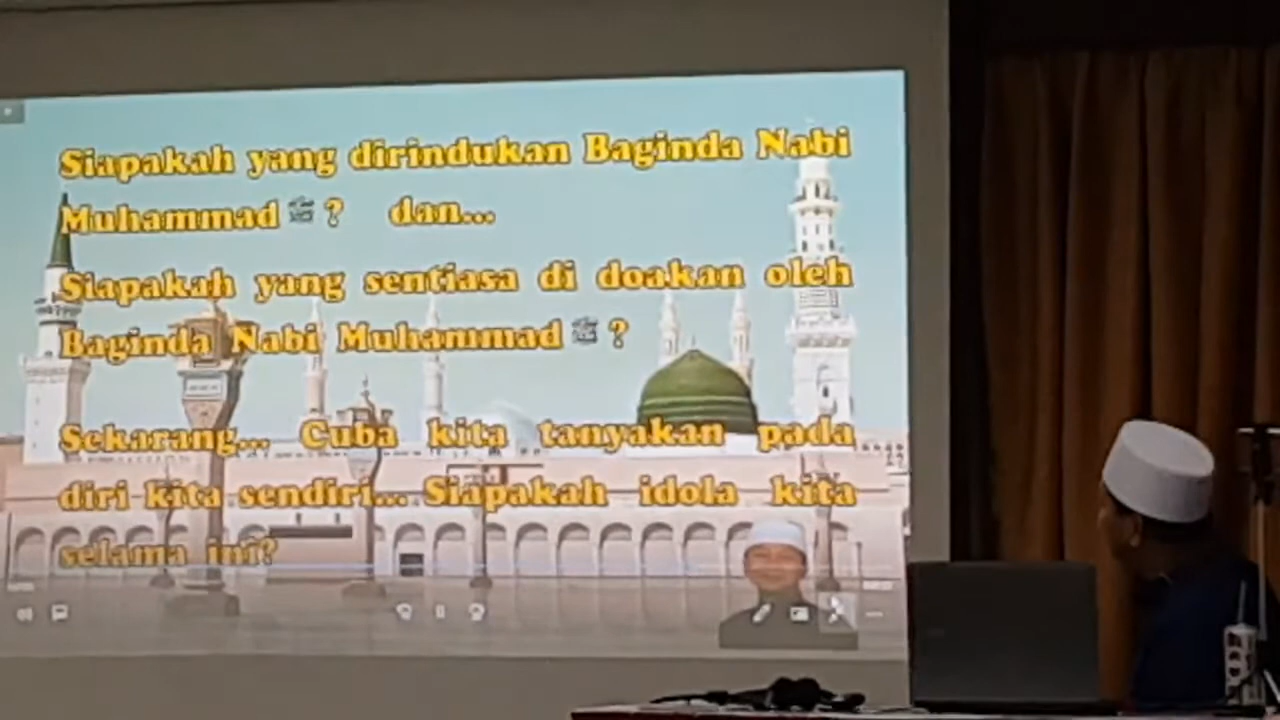 Siapakah yang dirindukan Baginda Nabi
Muhammad ﷺ ? dan...
Siapakah yang sentiasa di doakan oleh
Baginda Nabi Muhammad ﷺ ?
Sekarang... Cuba kita tanyakan pada
diri kita sendiri... Siapakah idola kita
selama ini?